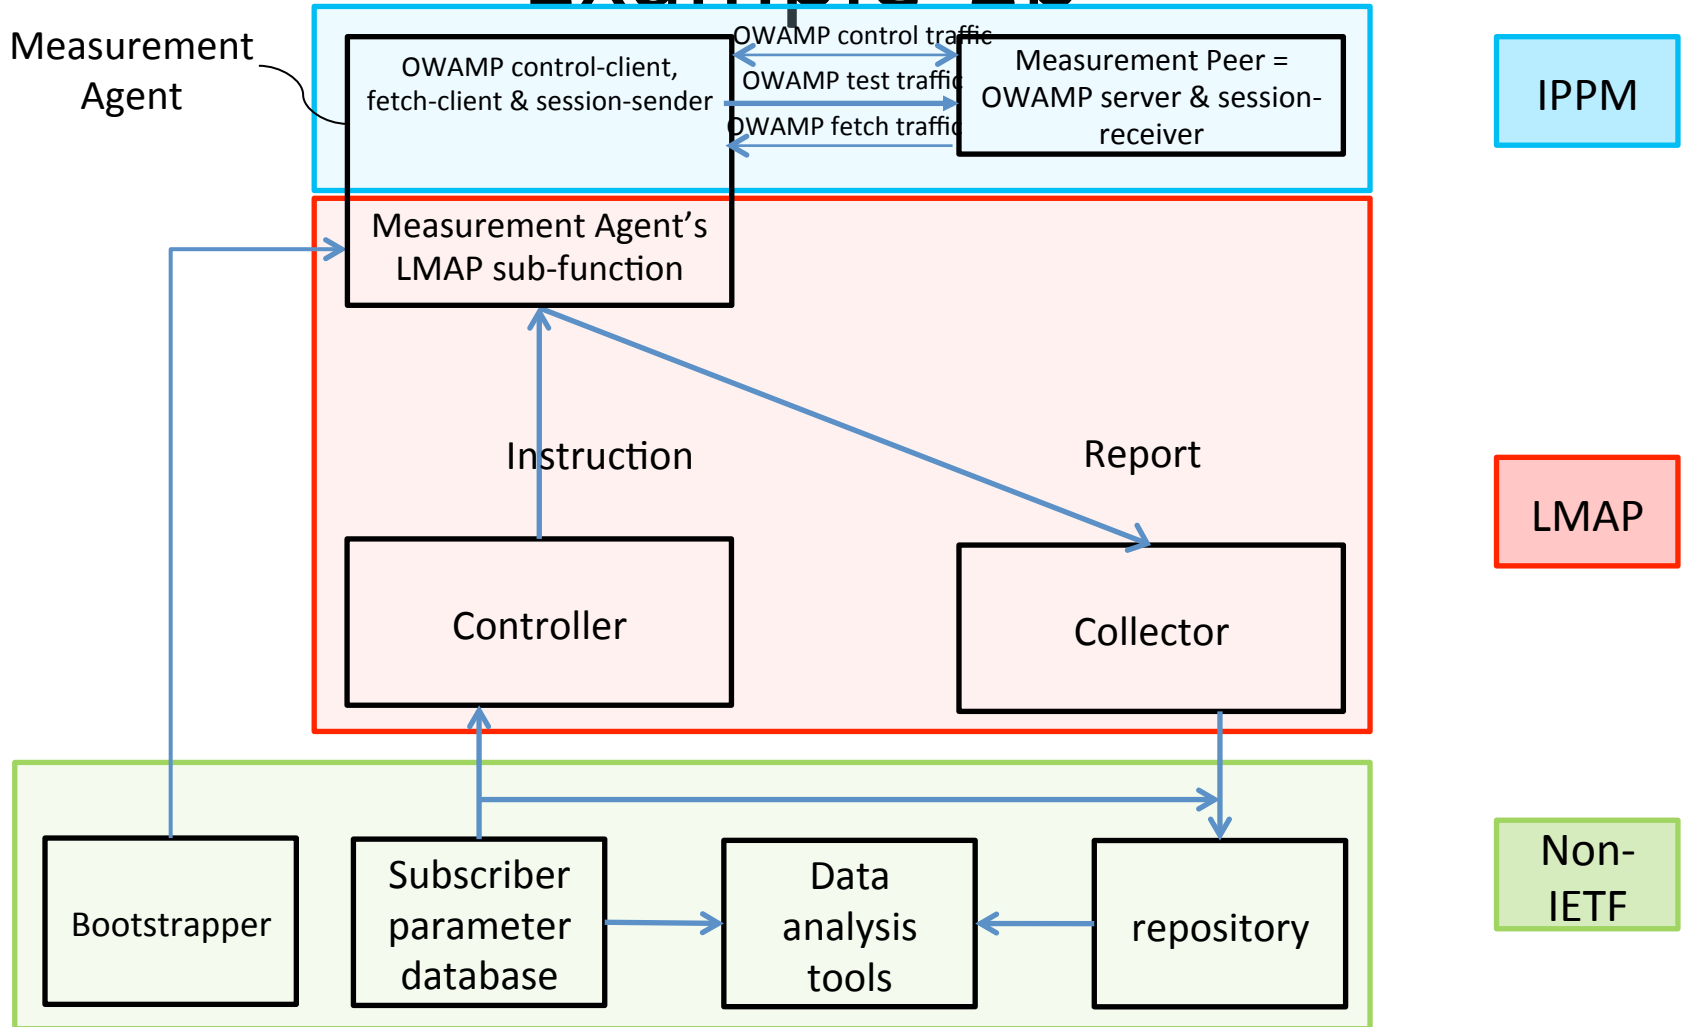 Measurement
Agent
OWAMP control-client,
fetch-client & session-sender
OWAMP control traffic
OWAMP test traffic
OWAMP fetch traffic
Measurement Peer =
OWAMP server & session-
receiver
IPPM
Measurement Agent’s
LMAP sub-function
Instruction
Report
LMAP
Controller
Collector
Bootstrapper
Subscriber
parameter
database
Data
analysis
tools
repository
Non-
IETF